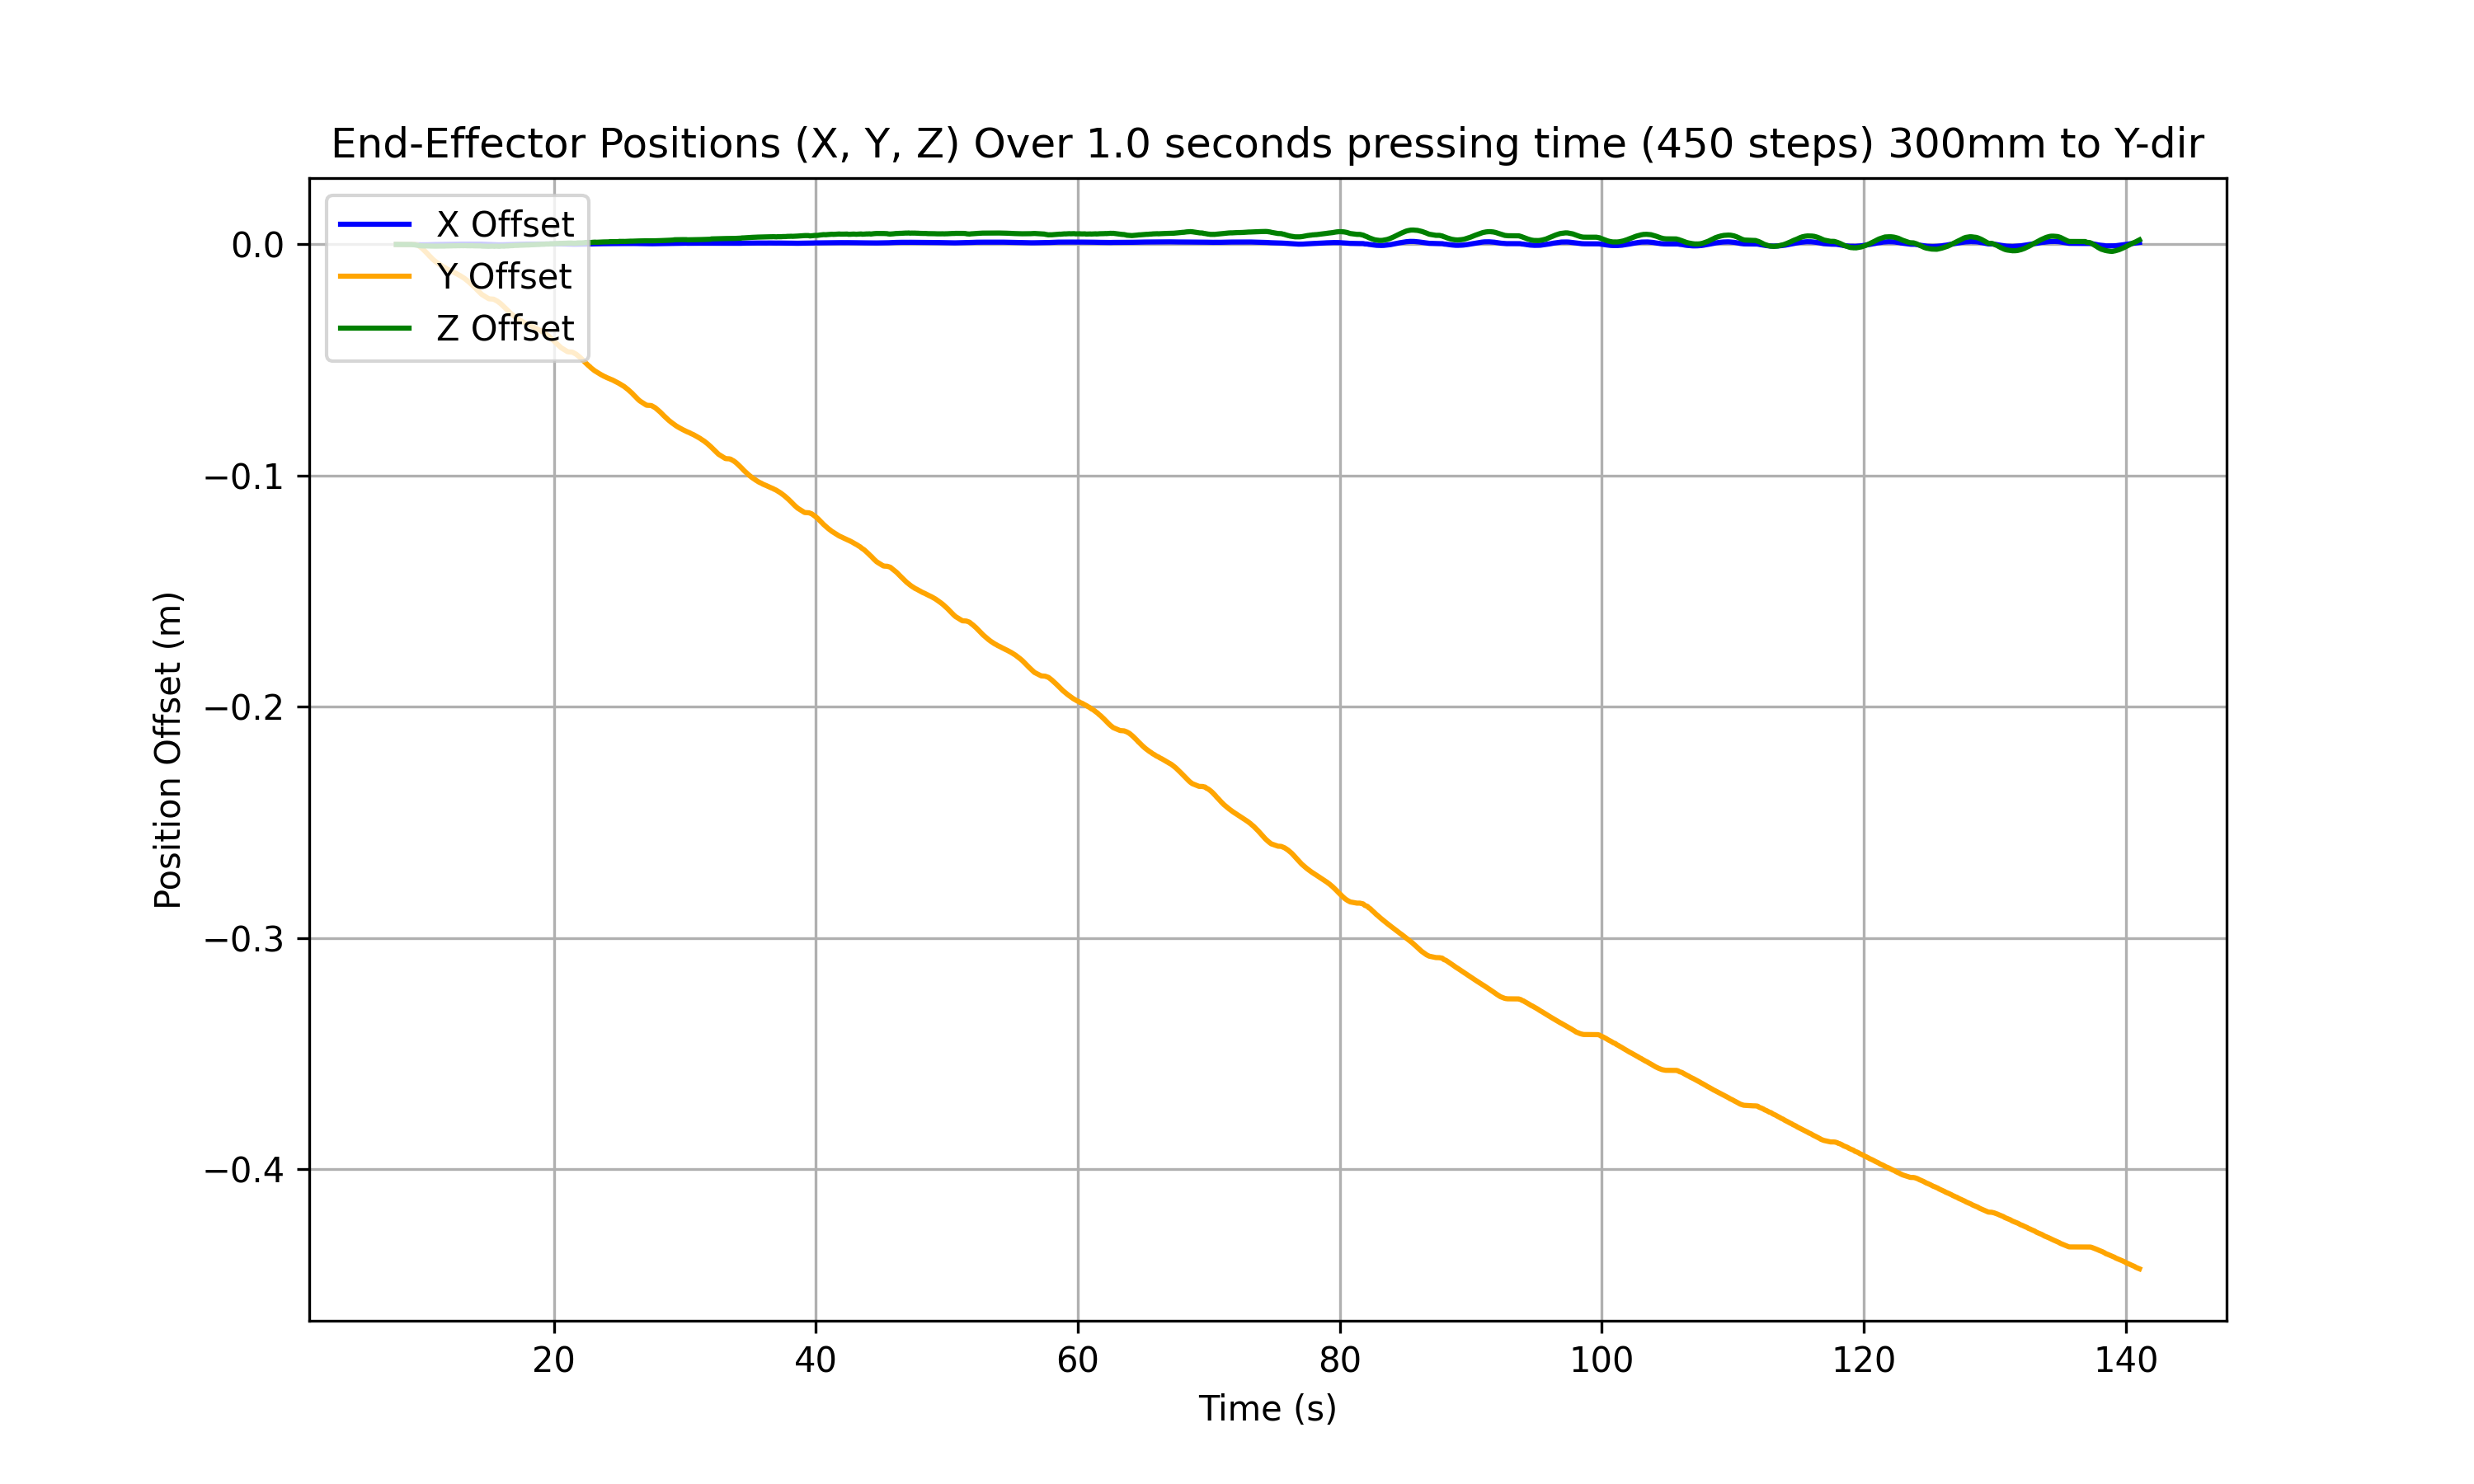 End-Effector Positions (X, Y, Z) Over 1.0 seconds pressing time (450 steps) 300mm to Y-dir
X Offset
Y Offset
Z Offset
0.0
−0.1
−0.2
−0.3
−0.4
Position Offset (m)
20 40 60 80 100 120 140
Time (s)